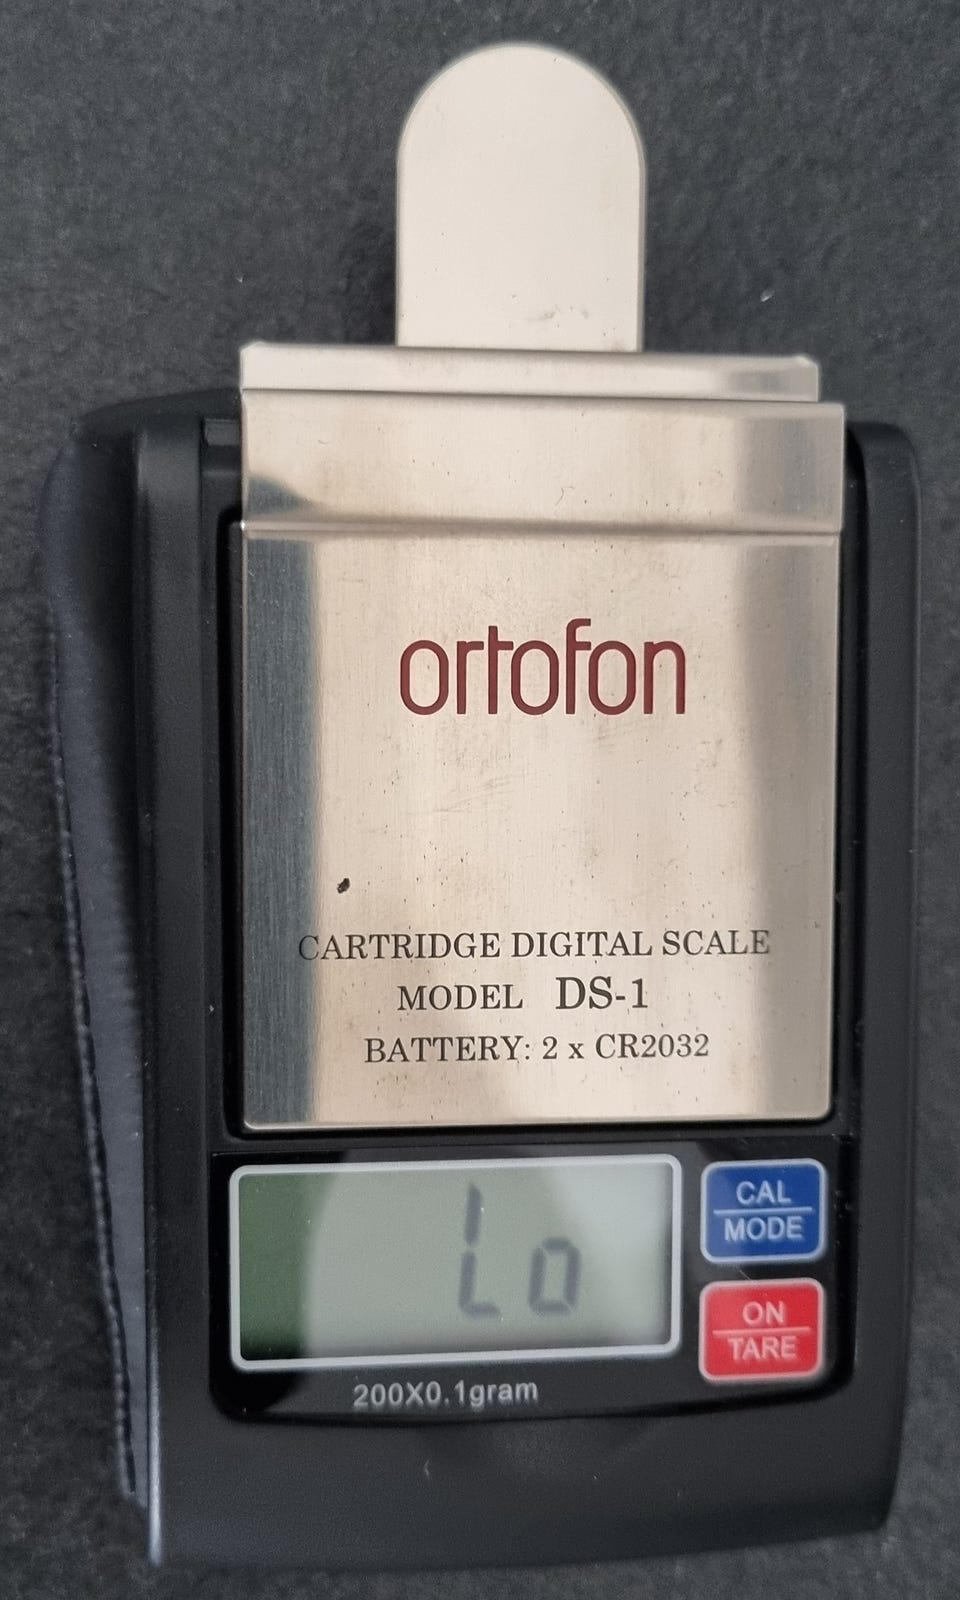 ortofon
CARTRIDGE DIGITAL SCALE
MODEL DS-1
BATTERY: 2 x CR2032
Lo
CAL
MODE
ON
TARE
200X0.1gram